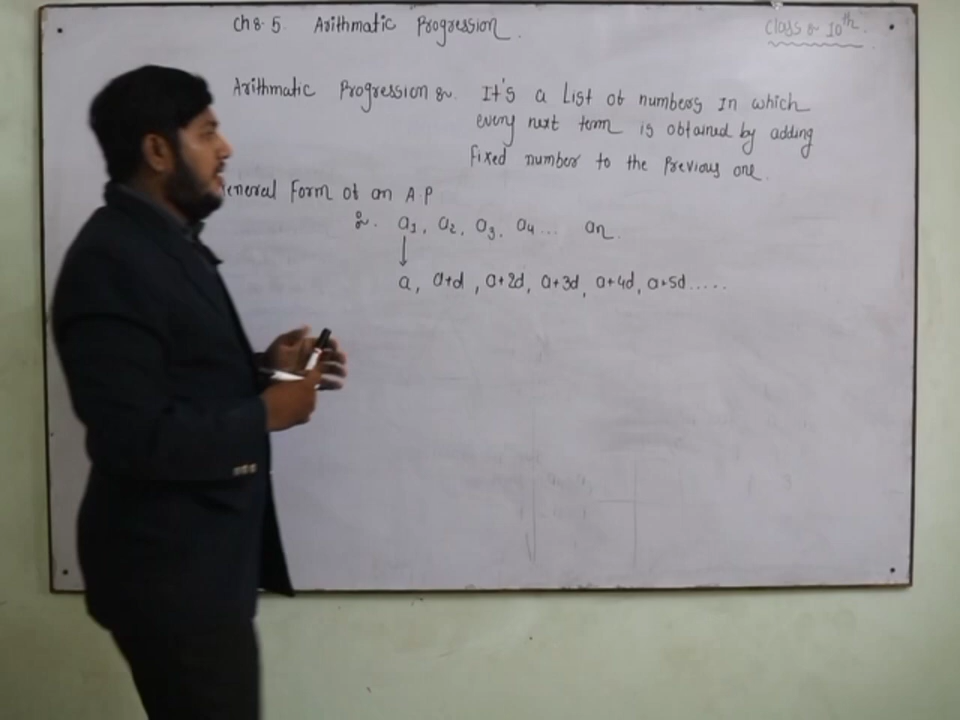 Ch 8. 5. Arithmatic Progression.
Class 8 10th.
Arithmatic Progression :- It's a List of numbers In which
every next term is obtained by adding
fixed number to the Previous one.
eneral Form of an A.P
:- a1, a2, a3, a4 ... an.
a, a+d, a+2d, a+3d, a+4d, a+5d.....